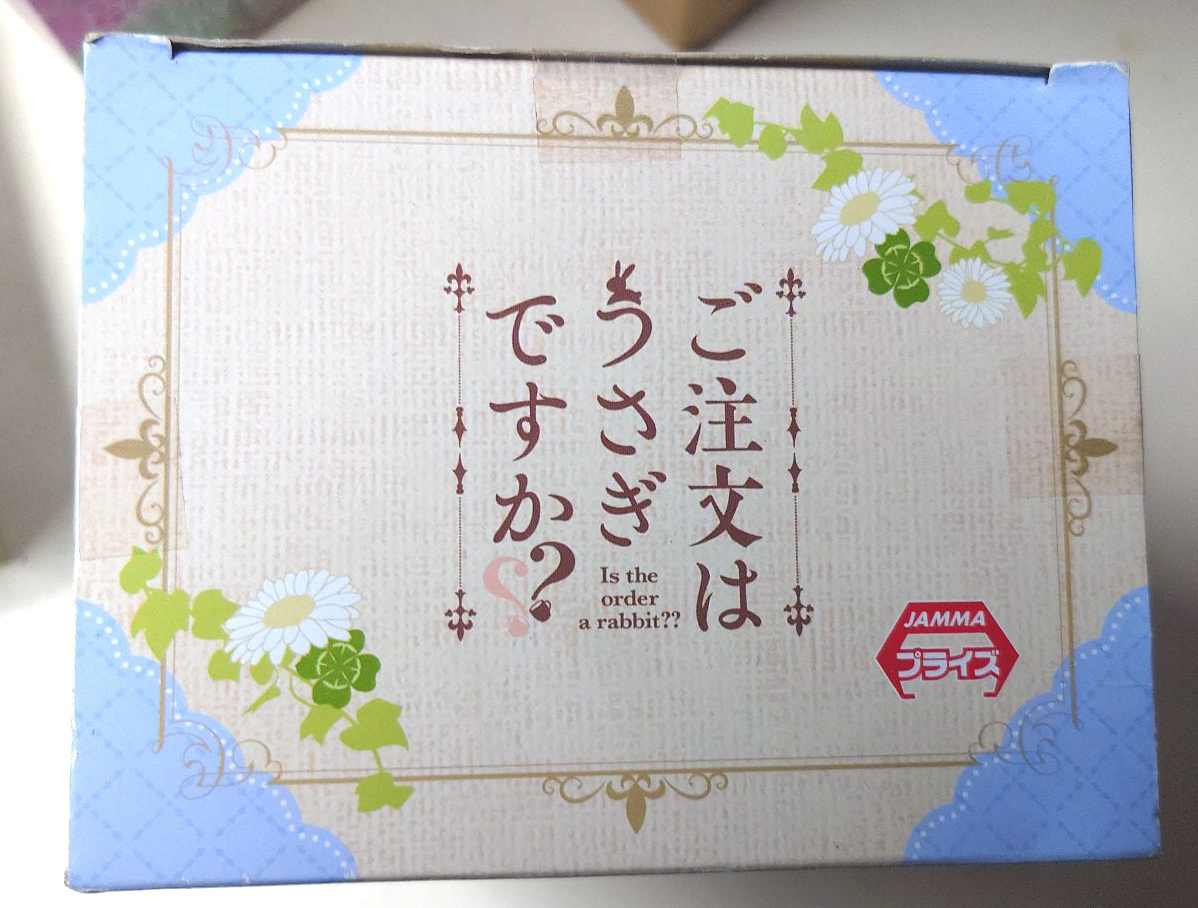 ご注文は
うさぎ
ですか??
Is the
order
a rabbit??
JAMMA
プライズ